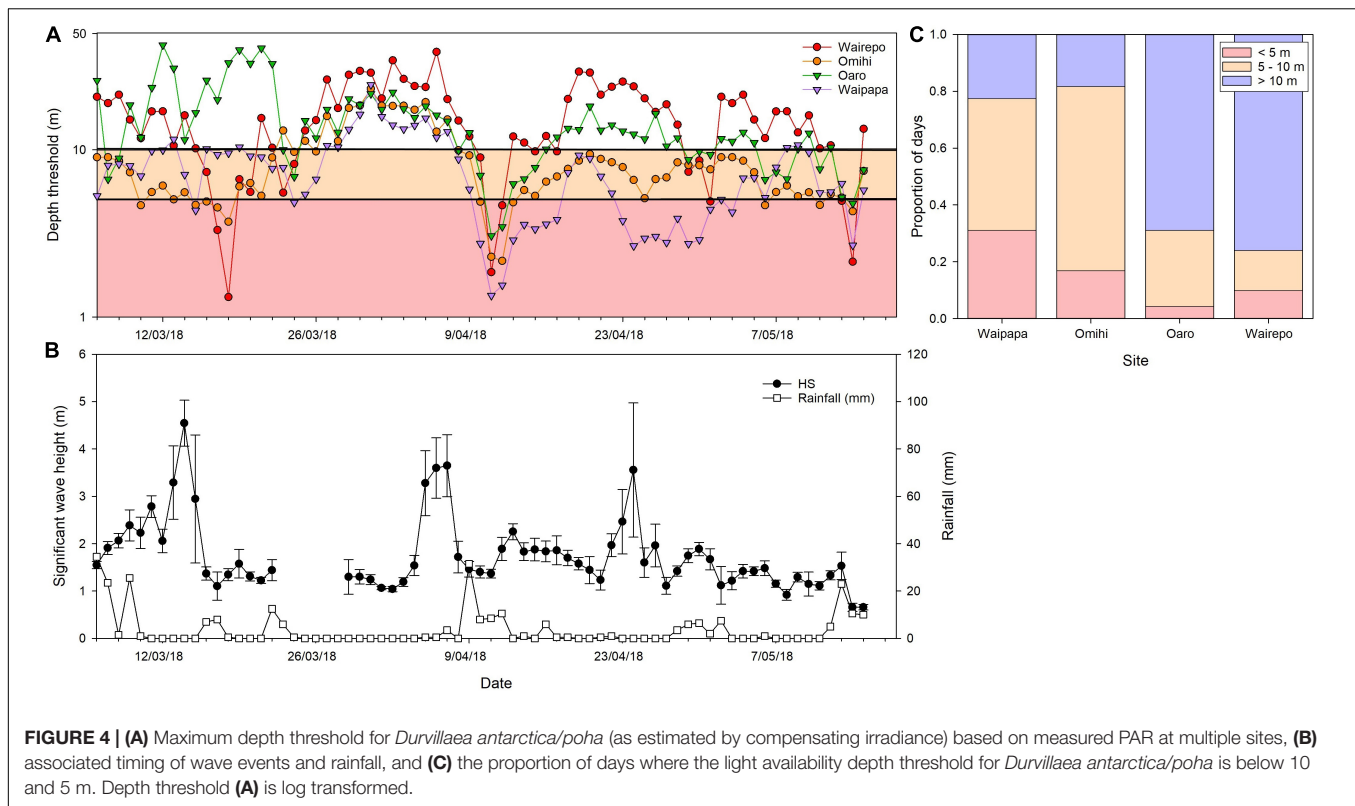 A
50
10
1
Depth threshold (m)
Wairepo
Omihi
Oaro
Waipapa
12/03/18
26/03/18
9/04/18
23/04/18
7/05/18
C
1.0
0.8
0.6
0.4
0.2
0.0
Proportion of days
< 5 m
5 - 10 m
> 10 m
Waipapa
Omihi
Oaro
Wairepo
Site
B
6
5
4
3
2
1
0
Significant wave height (m)
HS
Rainfall (mm)
120
100
80
60
40
20
0
Rainfall (mm)
12/03/18
26/03/18
9/04/18
23/04/18
7/05/18
Date
FIGURE 4 | (A) Maximum depth threshold for Durvillaea antarctica/poha (as estimated by compensating irradiance) based on measured PAR at multiple sites, (B)
associated timing of wave events and rainfall, and (C) the proportion of days where the light availability depth threshold for Durvillaea antarctica/poha is below 10
and 5 m. Depth threshold (A) is log transformed.